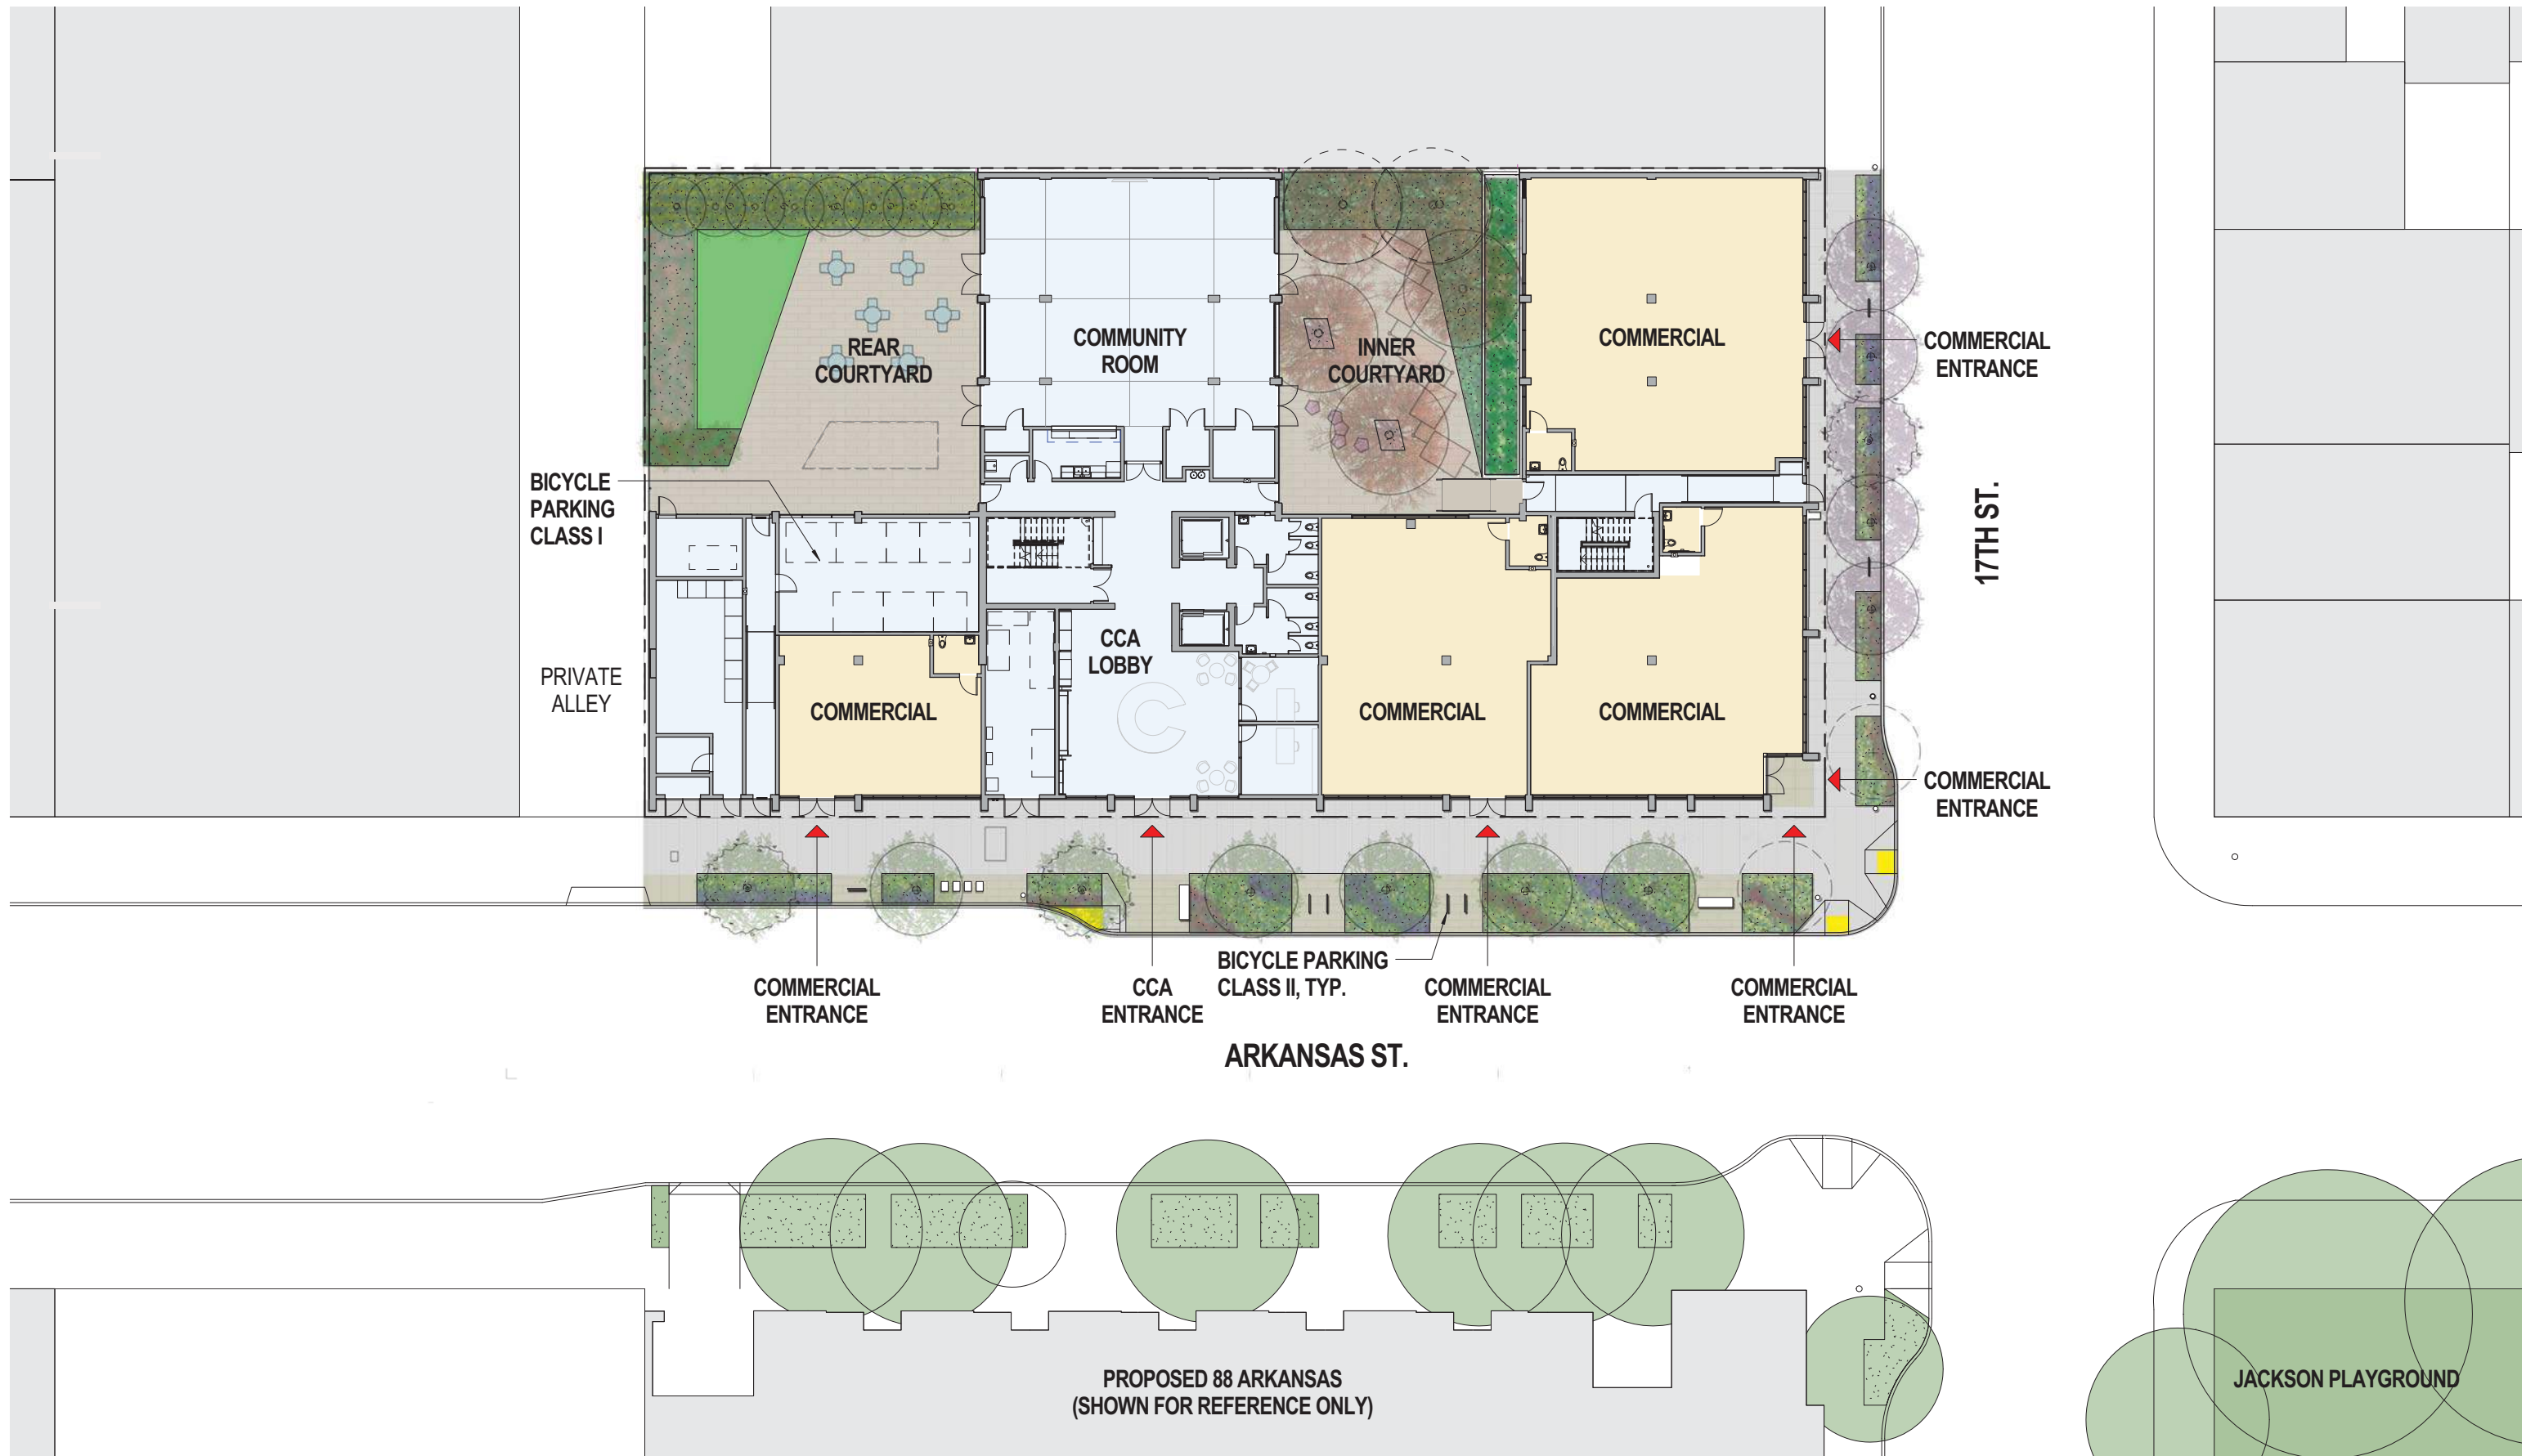 REAR
COURTYARD
COMMUNITY
ROOM
INNER
COURTYARD
COMMERCIAL
COMMERCIAL
ENTRANCE
BICYCLE
PARKING
CLASS I
17TH ST.
CCA
LOBBY
PRIVATE
ALLEY
COMMERCIAL
COMMERCIAL
COMMERCIAL
COMMERCIAL
ENTRANCE
BICYCLE PARKING
CLASS II, TYP.
COMMERCIAL
ENTRANCE
CCA
ENTRANCE
COMMERCIAL
ENTRANCE
COMMERCIAL
ENTRANCE
ARKANSAS ST.
PROPOSED 88 ARKANSAS
(SHOWN FOR REFERENCE ONLY)
JACKSON PLAYGROUND